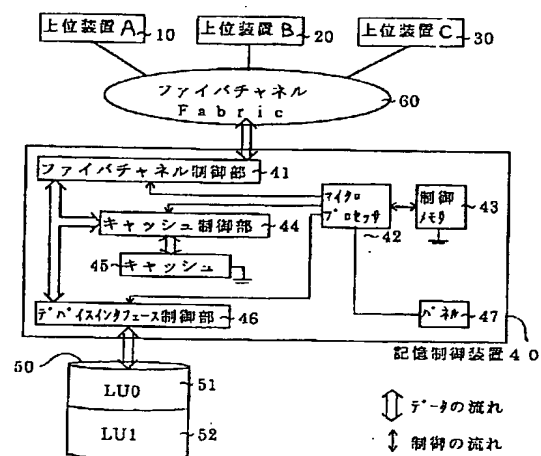 上位装置A 10
上位装置B 20
上位装置C 30
ファイバチャネル
Fabric
60
ファイバチャネル制御部 41
マイクロ
プロセッサ
42
制御
メモリ
43
キャッシュ制御部 44
45 キャッシュ
デバイスインタフェース制御部 46
パネル 47
記憶制御装置40
50
LU0 51
LU1 52
データの流れ
制御の流れ